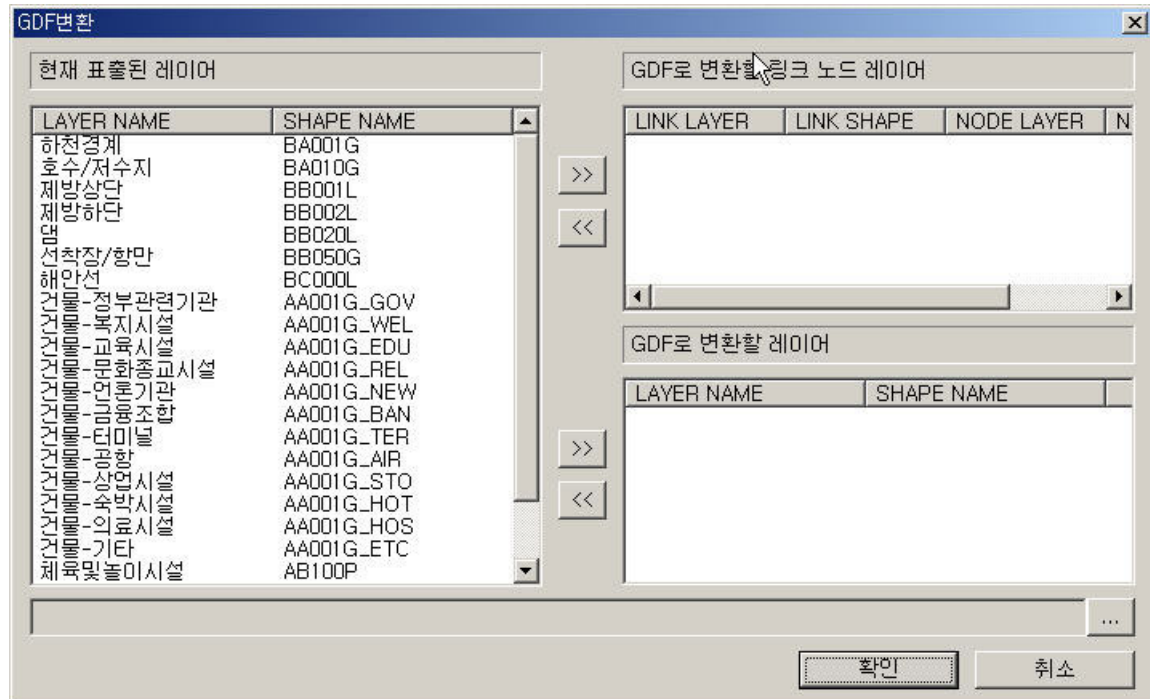 GDF변환
현재 표출된 레이어
LAYER NAME SHAPE NAME
하천경계 BA001G
호수/저수지 BA010G
제방상단 BB001L
제방하단 BB002L
댐 BB020L
선착장/항만 BB050G
해안선 BC000L
건물-정부관련기관 AA001G_GOV
건물-복지시설 AA001G_WEL
건물-교육시설 AA001G_EDU
건물-문화종교시설 AA001G_REL
건물-언론기관 AA001G_NEW
건물-금융조합 AA001G_BAN
건물-터미널 AA001G_TER
건물-공항 AA001G_AIR
건물-상업시설 AA001G_STO
건물-숙박시설 AA001G_HOT
건물-의료시설 AA001G_HOS
건물-기타 AA001G_ETC
체육및놀이시설 AB100P
>>
<<
>>
<<
GDF로 변환할 링크 노드 레이어
LINK LAYER LINK SHAPE NODE LAYER N
GDF로 변환할 레이어
LAYER NAME SHAPE NAME
...
확인 취소